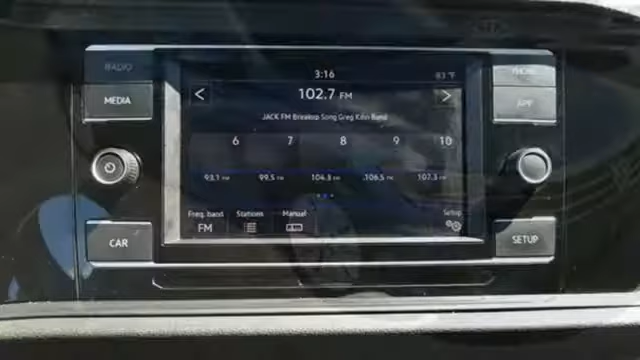 RADIO
MEDIA
CAR
3:16
83 °F
102.7 FM
JACK FM Breakup Song Greg Kihn Band
6 7 8 9 10
93.1 FM 99.5 FM 104.3 FM 106.5 FM 107.3 FM
Freq. band Stations Manual Setup
FM
PHONE
APP
SETUP